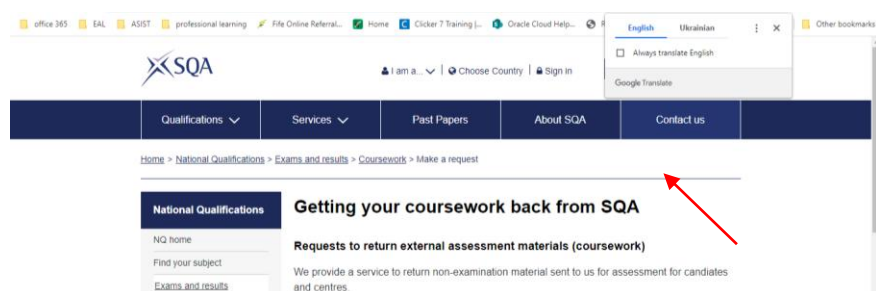 office 365 EAL ASIST professional learning Fife Online Referral... Home Clicker 7 Training |... Oracle Cloud Help... Other bookmarks
English Ukrainian
Always translate English
Google Translate
SQA
I am a... | Choose Country | Sign in
Qualifications Services Past Papers About SQA Contact us
Home > National Qualifications > Exams and results > Coursework > Make a request
National Qualifications
NQ home
Find your subject
Exams and results
Getting your coursework back from SQA
Requests to return external assessment materials (coursework)
We provide a service to return non-examination material sent to us for assessment for candiates
and centres.